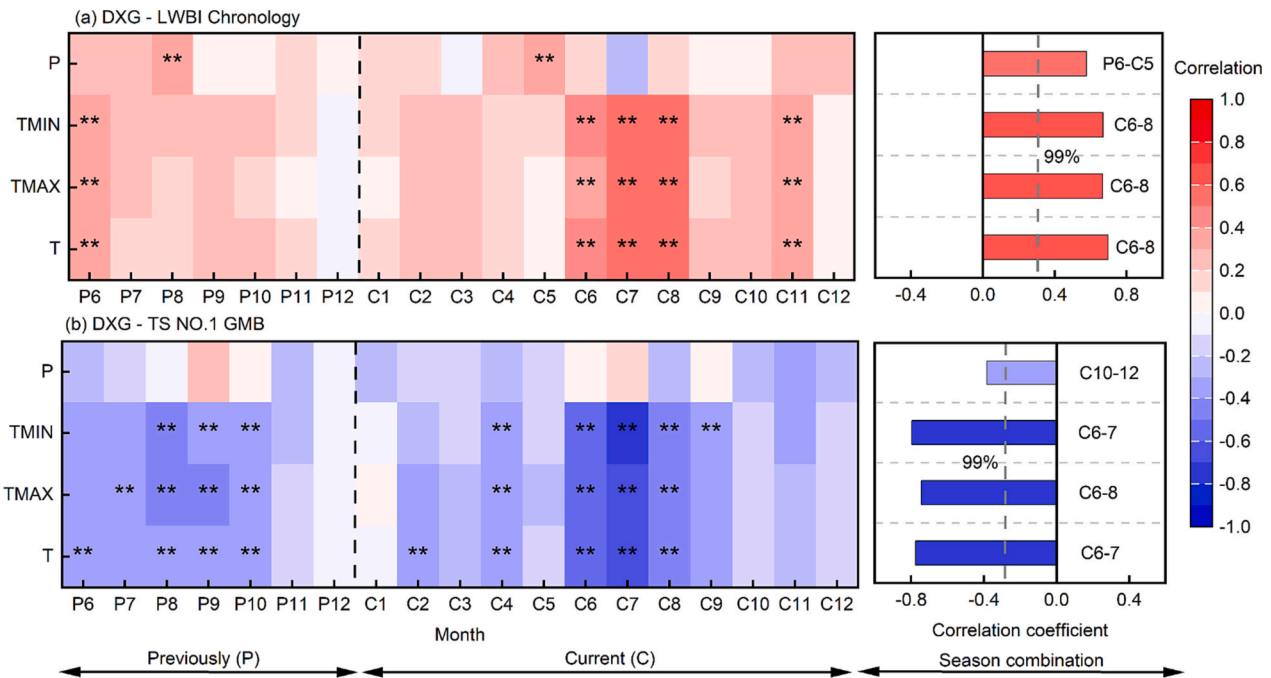 (a) DXG - LWBI Chronology
P ** ** P6-C5
TMIN ** ** ** ** ** C6-8
99%
TMAX ** ** ** ** ** C6-8
T ** ** ** ** ** C6-8
P6 P7 P8 P9 P10 P11 P12 C1 C2 C3 C4 C5 C6 C7 C8 C9 C10 C11 C12
-0.4 0.0 0.4 0.8
(b) DXG - TS NO.1 GMB
P C10-12
TMIN ** ** ** ** ** ** ** ** C6-7
99%
TMAX ** ** ** ** ** ** ** ** C6-8
T ** ** ** ** ** ** ** ** ** C6-7
P6 P7 P8 P9 P10 P11 P12 C1 C2 C3 C4 C5 C6 C7 C8 C9 C10 C11 C12
-0.8 -0.4 0.0 0.4
Month
Correlation coefficient
Previously (P) Current (C) Season combination
Correlation
1.0
0.8
0.6
0.4
0.2
0.0
-0.2
-0.4
-0.6
-0.8
-1.0